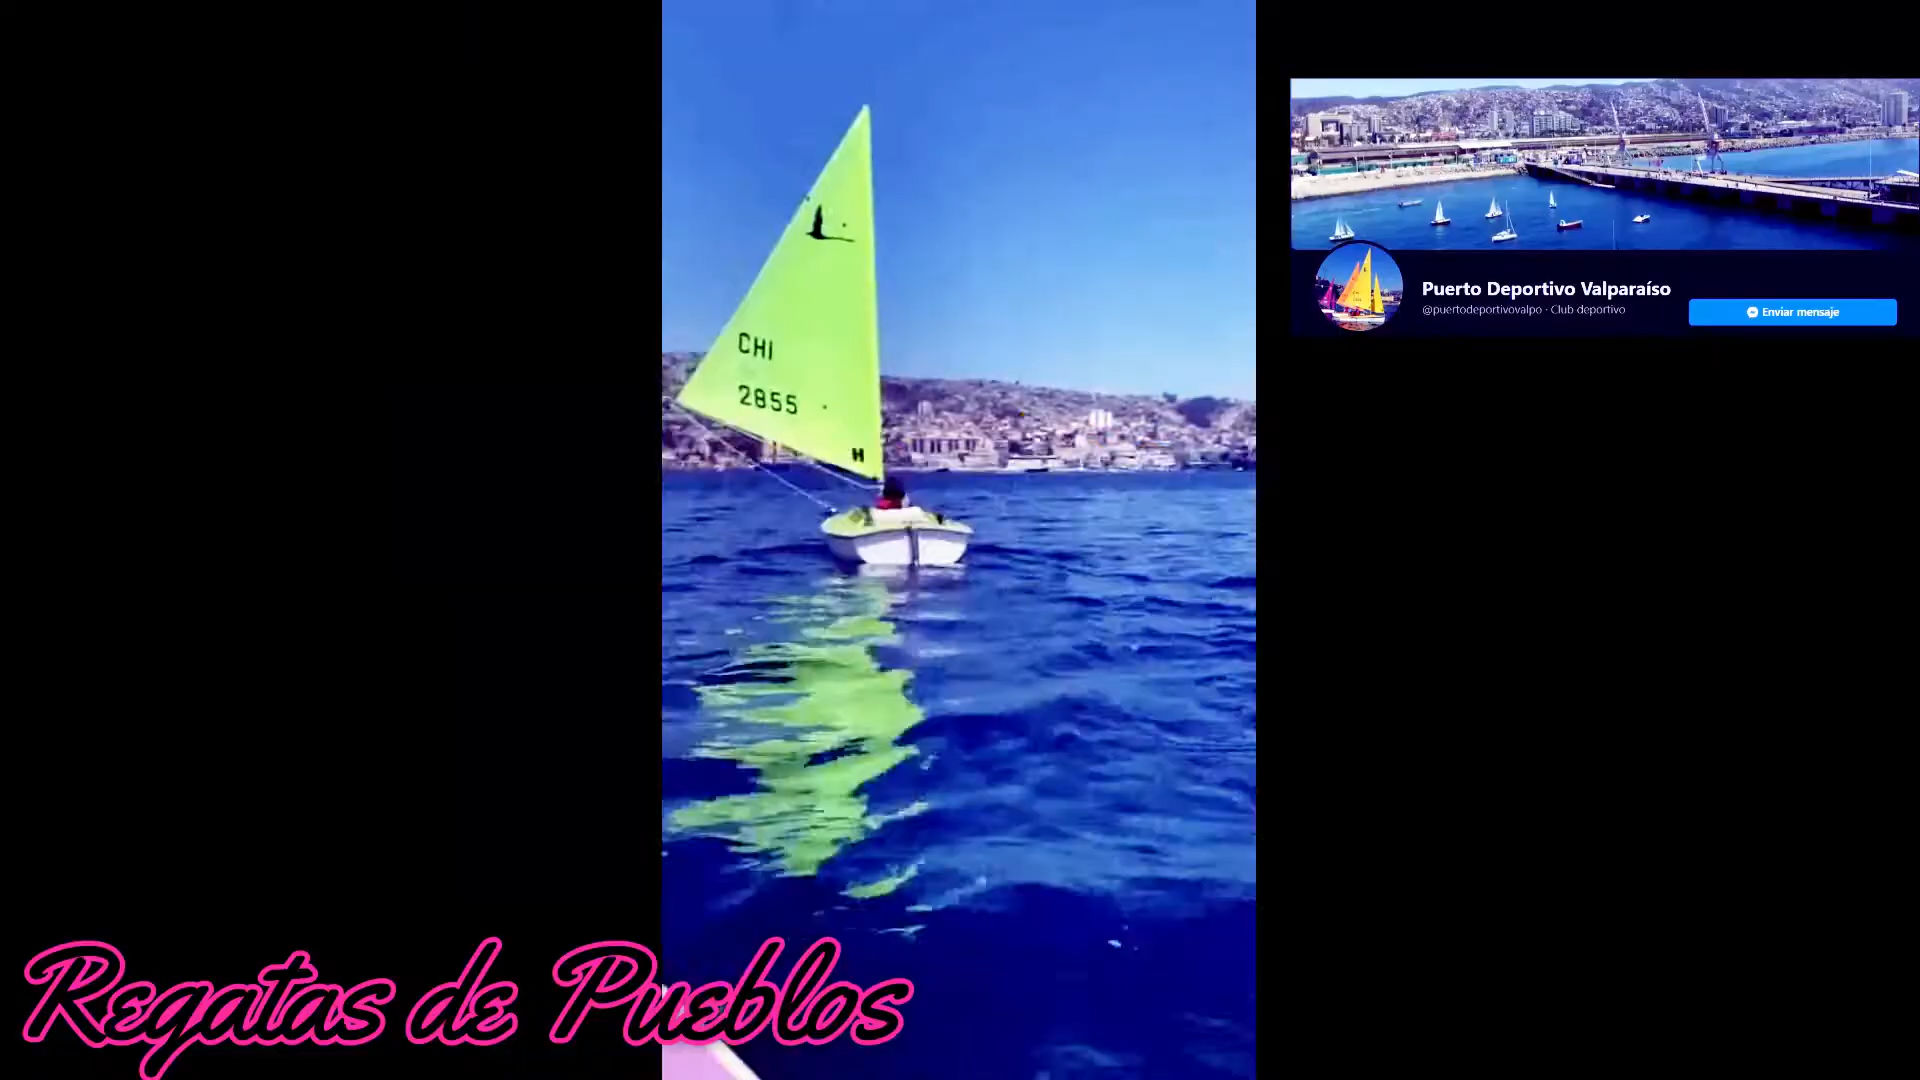 CHI
2855
H
Puerto Deportivo Valparaíso
@puertodeportivovalpo · Club deportivo
Enviar mensaje
Regatas de Pueblos